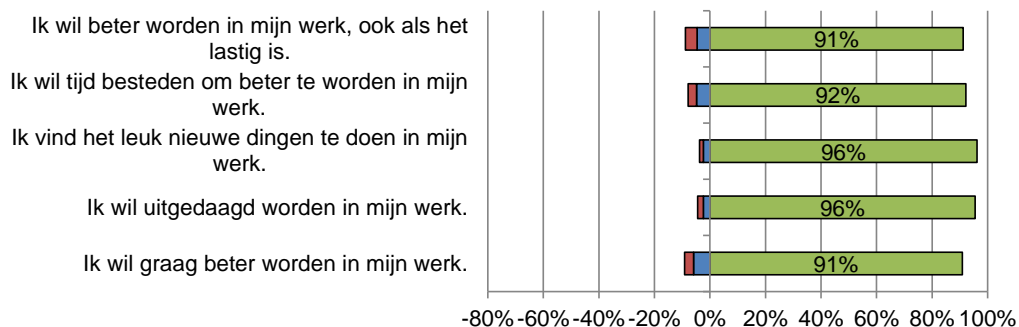 Ik wil beter worden in mijn werk, ook als het
lastig is.
91%
Ik wil tijd besteden om beter te worden in mijn
werk.
92%
Ik vind het leuk nieuwe dingen te doen in mijn
werk.
96%
Ik wil uitgedaagd worden in mijn werk.
96%
Ik wil graag beter worden in mijn werk.
91%
-80% -60% -40% -20% 0% 20% 40% 60% 80% 100%